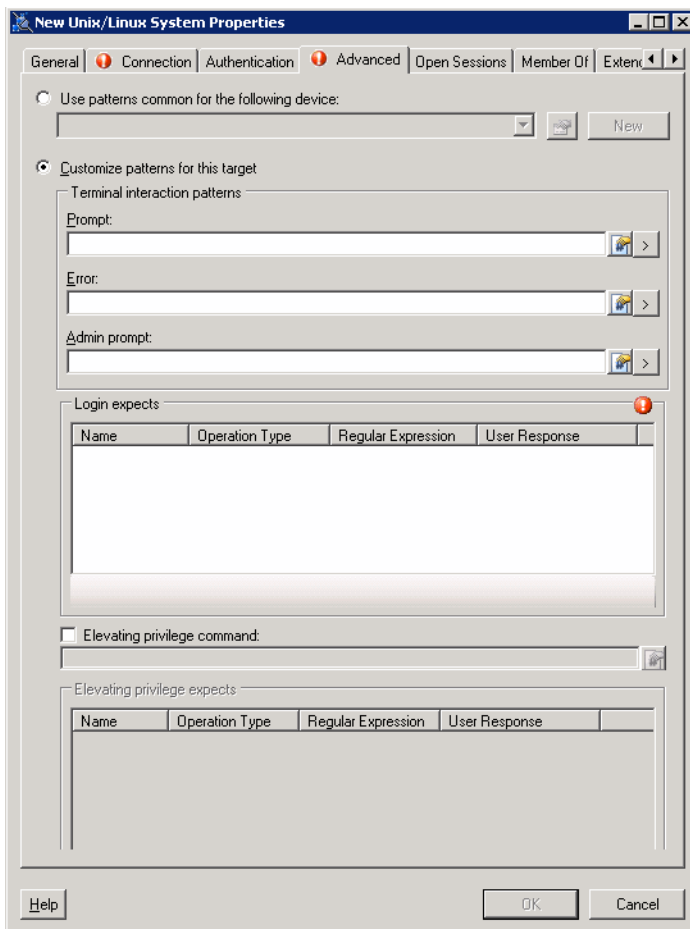 New Unix/Linux System Properties
General Connection Authentication Advanced Open Sessions Member Of Exten
Use patterns common for the following device:
New
Customize patterns for this target
Terminal interaction patterns
Prompt:
>
Error:
>
Admin prompt:
>
Login expects
Name Operation Type Regular Expression User Response
Elevating privilege command:
Elevating privilege expects
Name Operation Type Regular Expression User Response
Help OK Cancel